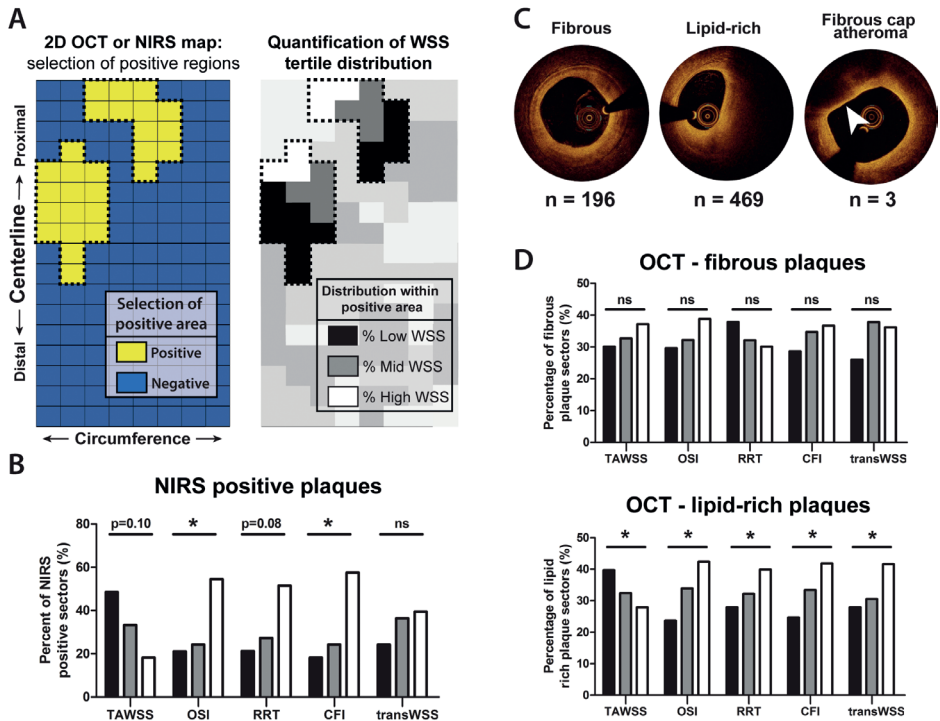 A
2D OCT or NIRS map:
selection of positive regions
Distal ← Centerline → Proximal
Selection of
positive area
Positive
Negative
← Circumference →
Quantification of WSS
tertile distribution
Distribution within
positive area
% Low WSS
% Mid WSS
% High WSS
B
NIRS positive plaques
Percent of NIRS
positive sectors (%)
80
60
40
20
0
p=0.10
*
p=0.08
*
ns
TAWSS
OSI
RRT
CFI
transWSS
C
Fibrous
n = 196
Lipid-rich
n = 469
Fibrous cap
atheroma
n = 3
D
OCT - fibrous plaques
Percentage of fibrous
plaque sectors (%)
50
40
30
20
10
0
ns
ns
ns
ns
ns
TAWSS
OSI
RRT
CFI
transWSS
OCT - lipid-rich plaques
Percentage of lipid
rich plaque sectors (%)
50
40
30
20
10
0
*
*
*
*
*
TAWSS
OSI
RRT
CFI
transWSS